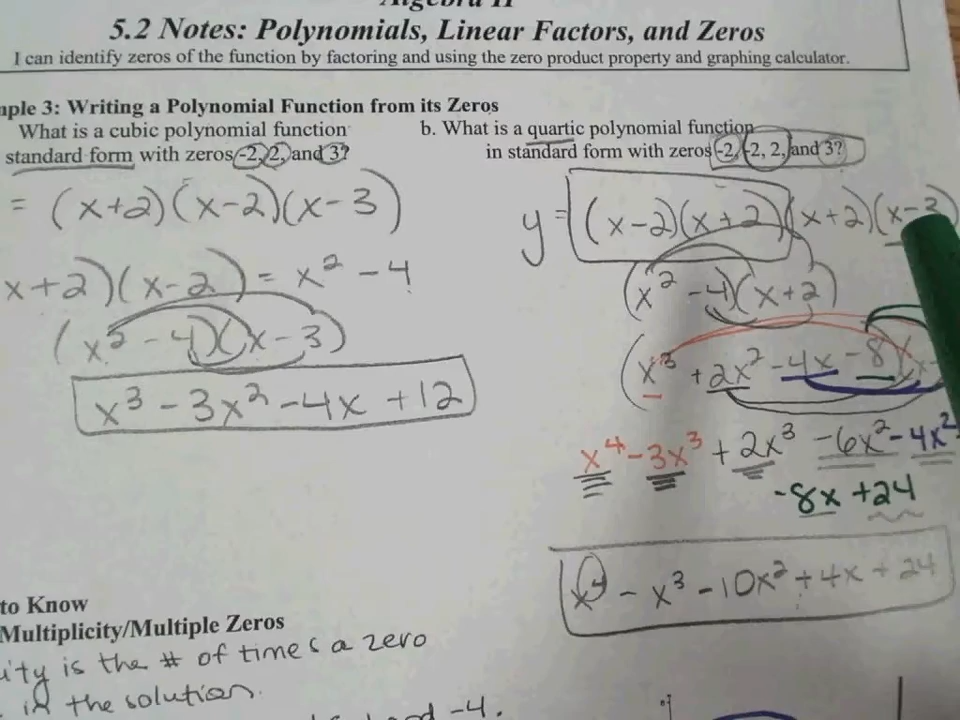 Algebra II
5.2 Notes: Polynomials, Linear Factors, and Zeros
I can identify zeros of the function by factoring and using the zero product property and graphing calculator.
mple 3: Writing a Polynomial Function from its Zeros
What is a cubic polynomial function
standard form with zeros -2, 2, and 3?
= (x+2)(x-2)(x-3)
x+2)(x-2) = x² - 4
(x² - 4)(x-3)
x³ - 3x² - 4x + 12
b. What is a quartic polynomial function
in standard form with zeros -2, -2, 2, and 3?
y = (x-2)(x+2)(x+2)(x-3)
(x² - 4)(x+2)
(x³ + 2x² - 4x - 8)(x-
x⁴ - 3x³ + 2x³ - 6x² - 4x²
-8x + 24
x⁴ - x³ - 10x² + 4x + 24
to Know
Multiplicity/Multiple Zeros
ity is the # of times a zero
in the solution.
and -4.